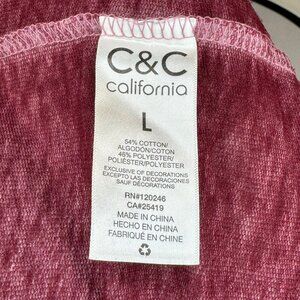 C&C
california
L
54% COTTON/
ALGODÓN/COTON
46% POLYESTER/
POLIÉSTER/POLYESTER
EXCLUSIVE OF DECORATIONS
EXCEPTO LAS DECORACIONES
SAUF DÉCORATIONS
RN#120246
CA#25419
MADE IN CHINA
HECHO EN CHINA
FABRIQUÉ EN CHINE